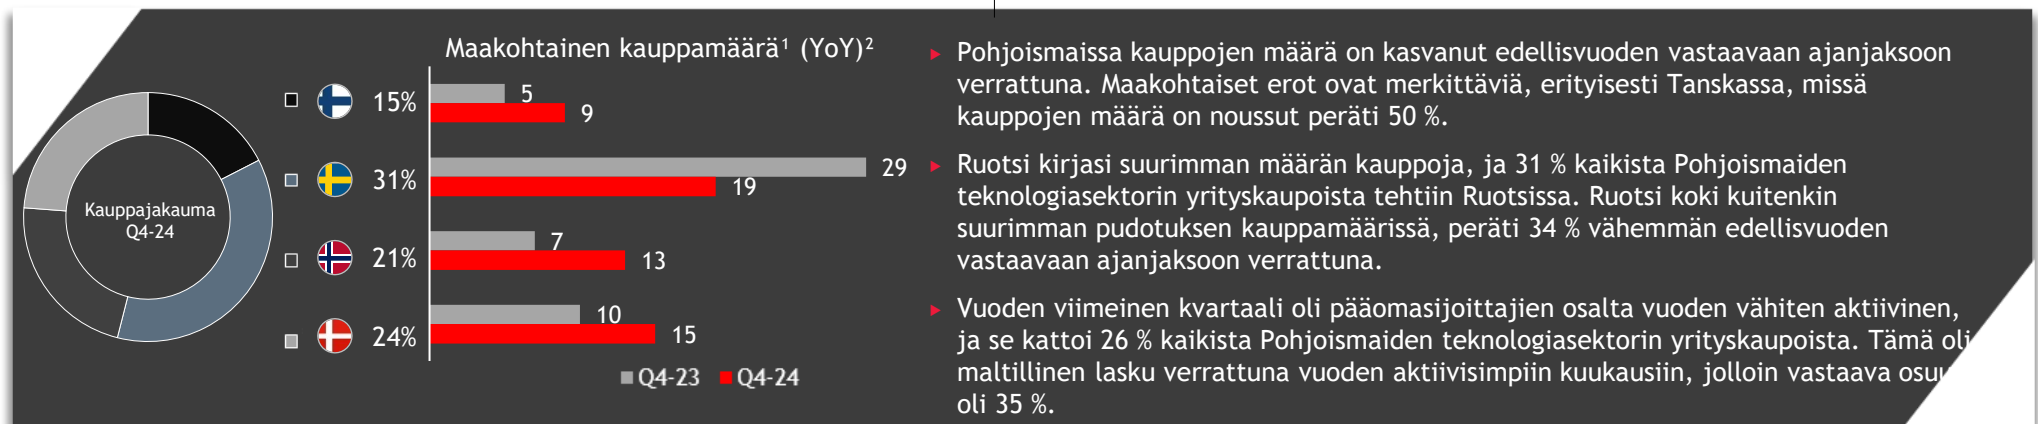 Maakohtainen kauppamäärä¹ (YoY)²
Kauppajakauma
Q4-24
15%
5
9
31%
29
19
21%
7
13
24%
10
15
Q4-23 Q4-24
Pohjoismaissa kauppojen määrä on kasvanut edellisvuoden vastaavaan ajanjaksoon
verrattuna. Maakohtaiset erot ovat merkittäviä, erityisesti Tanskassa, missä
kauppojen määrä on noussut peräti 50 %.
Ruotsi kirjasi suurimman määrän kauppoja, ja 31 % kaikista Pohjoismaiden
teknologiasektorin yrityskaupoista tehtiin Ruotsissa. Ruotsi koki kuitenkin
suurimman pudotuksen kauppamäärissä, peräti 34 % vähemmän edellisvuoden
vastaavaan ajanjaksoon verrattuna.
Vuoden viimeinen kvartaali oli pääomasijoittajien osalta vuoden vähiten aktiivinen,
ja se kattoi 26 % kaikista Pohjoismaiden teknologiasektorin yrityskaupoista. Tämä oli
maltillinen lasku verrattuna vuoden aktiivisimpiin kuukausiin, jolloin vastaava
oli 35 %.